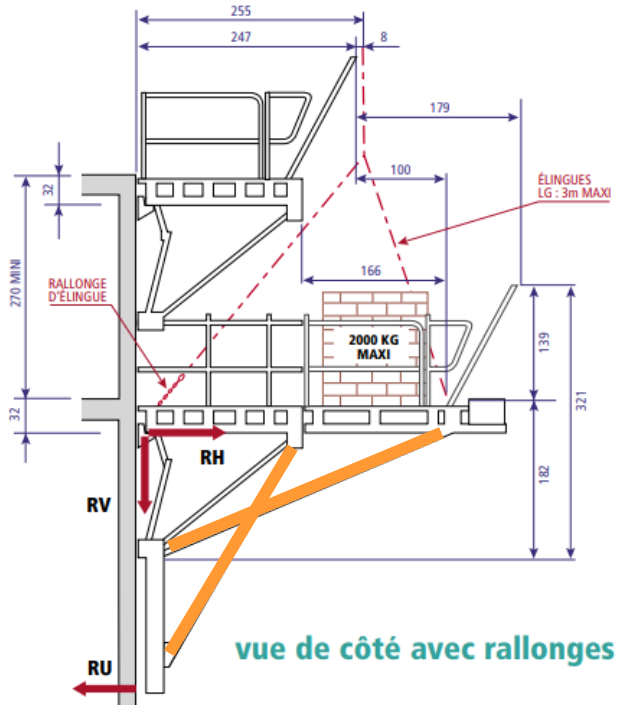 255
247
8
179
32
100
ÉLINGUES
LG : 3m MAXI
270 MINI
166
RALLONGE
D'ÉLINGUE
2000 KG
MAXI
139
321
32
RH
182
RV
vue de côté avec rallonges
RU